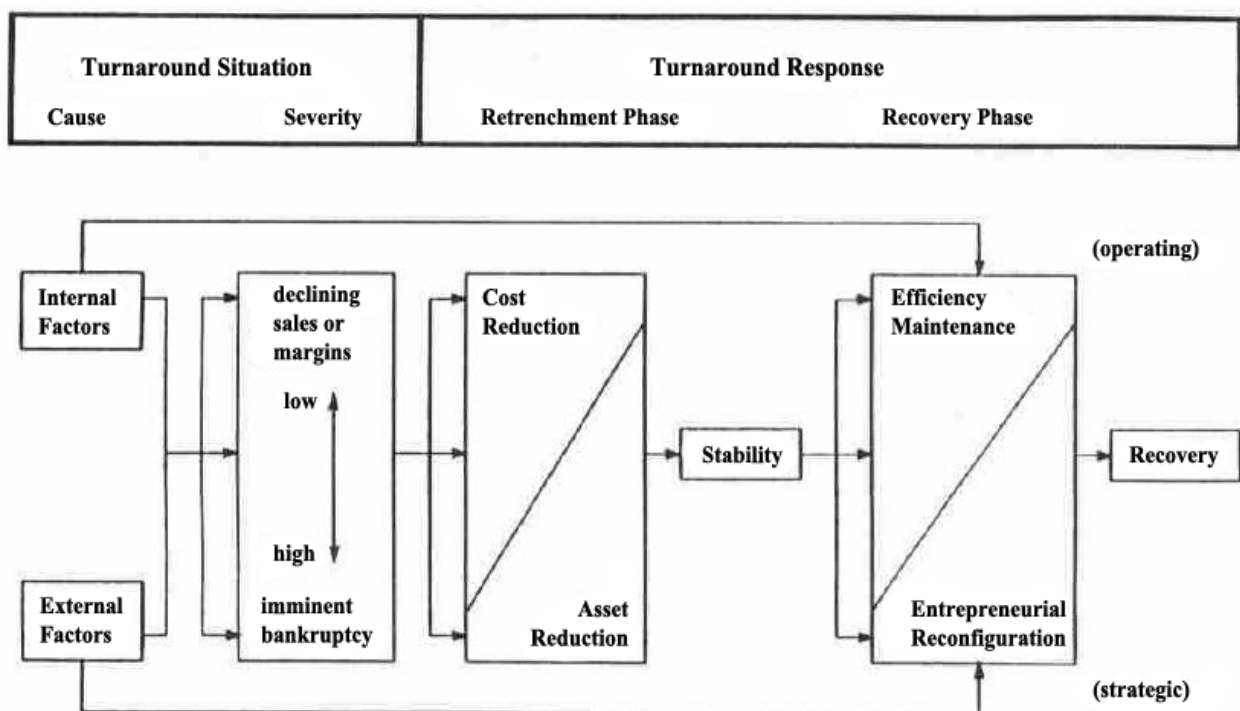 Turnaround Situation
Turnaround Response
Cause
Severity
Retrenchment Phase
Recovery Phase
(operating)
Internal
Factors
declining
sales or
margins
low
high
imminent
bankruptcy
External
Factors
Cost
Reduction
Asset
Reduction
Stability
Efficiency
Maintenance
Entrepreneurial
Reconfiguration
Recovery
(strategic)